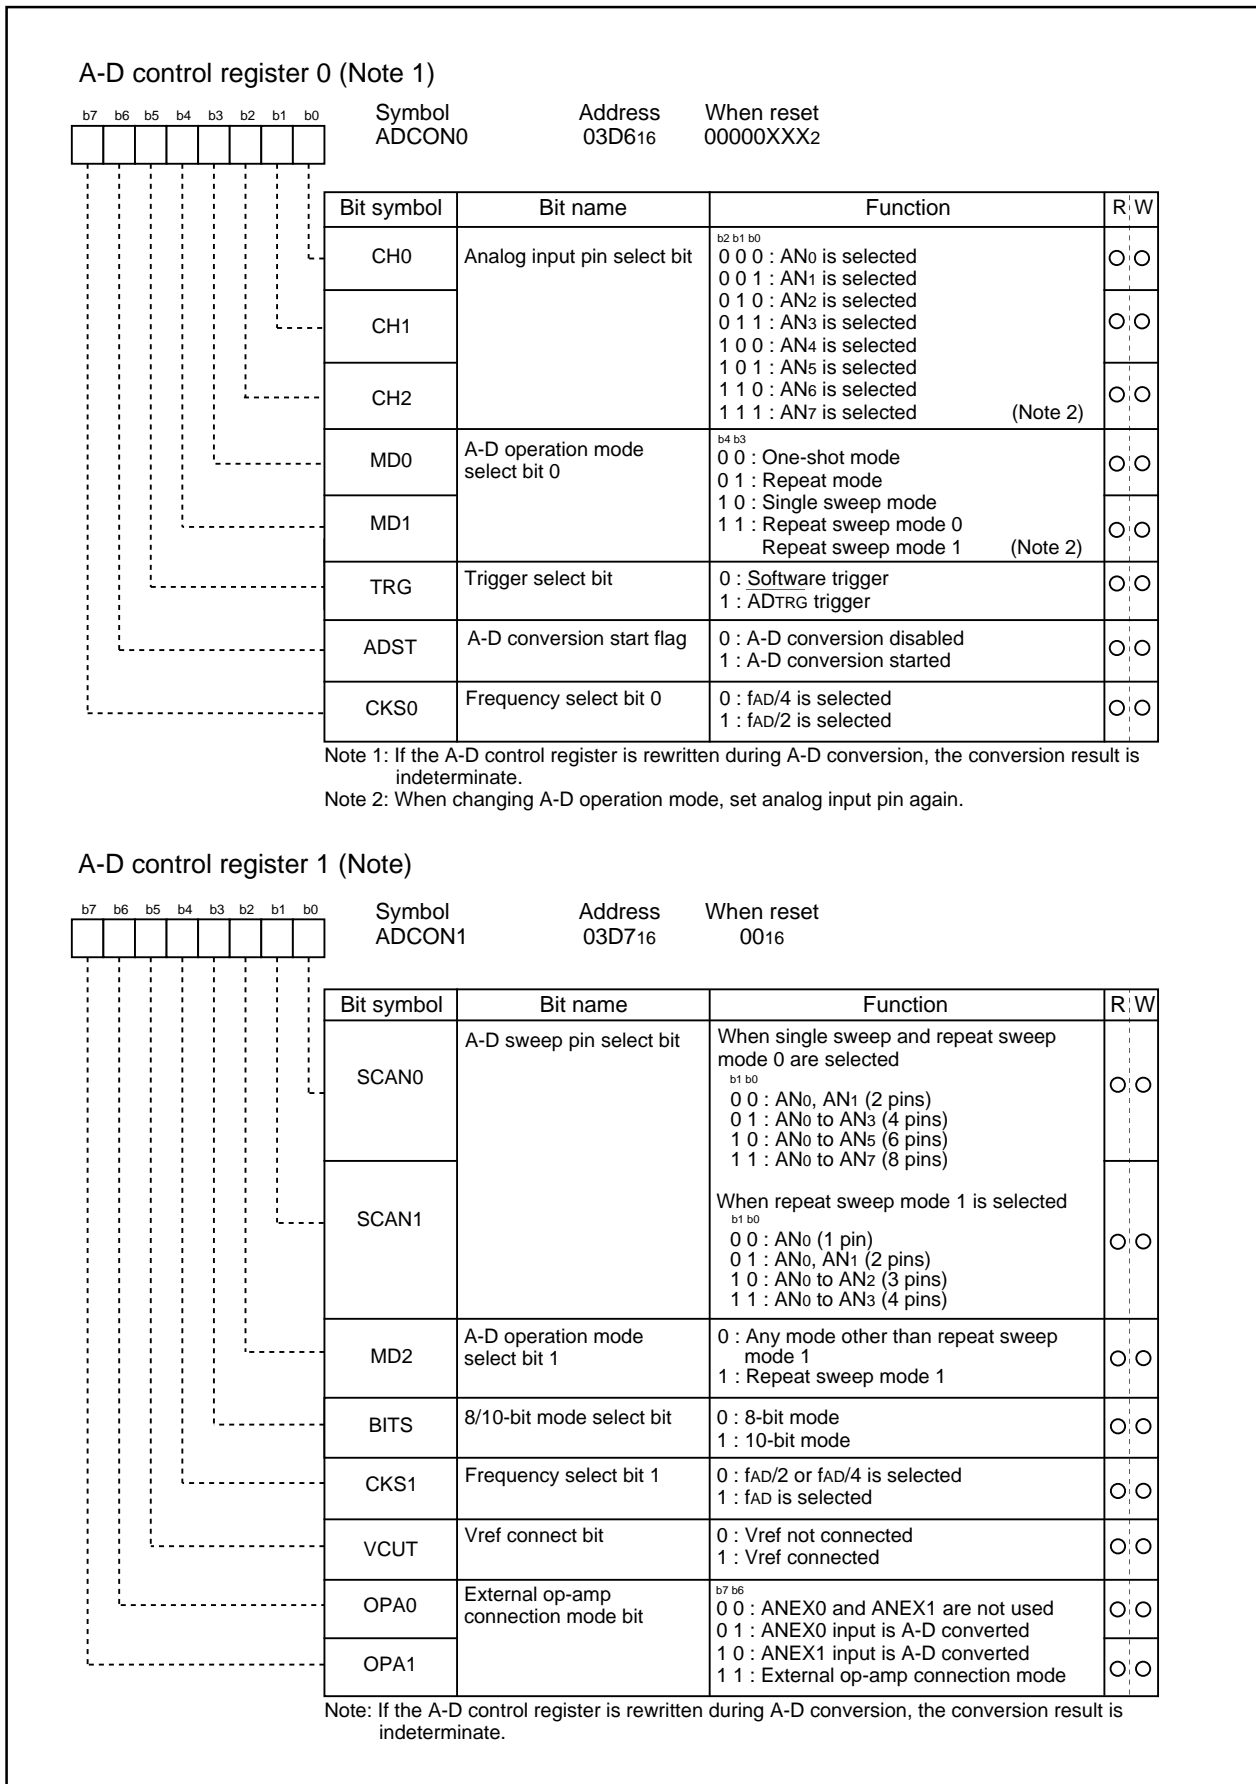 A-D control register 0 (Note 1)
b7 b6 b5 b4 b3 b2 b1 b0
Symbol Address When reset
ADCON0 03D616 00000XXX2
Bit symbol Bit name Function R W
CH0 Analog input pin select bit
b2 b1 b0
0 0 0 : AN0 is selected
0 0 1 : AN1 is selected
0 1 0 : AN2 is selected
CH1
0 1 1 : AN3 is selected
1 0 0 : AN4 is selected
1 0 1 : AN5 is selected
CH2
1 1 0 : AN6 is selected
1 1 1 : AN7 is selected (Note 2)
MD0 A-D operation mode
select bit 0
b4 b3
0 0 : One-shot mode
0 1 : Repeat mode
MD1
1 0 : Single sweep mode
1 1 : Repeat sweep mode 0
Repeat sweep mode 1 (Note 2)
TRG Trigger select bit
0 : Software trigger
1 : ADTRG trigger
ADST A-D conversion start flag
0 : A-D conversion disabled
1 : A-D conversion started
CKS0 Frequency select bit 0
0 : fAD/4 is selected
1 : fAD/2 is selected
Note 1: If the A-D control register is rewritten during A-D conversion, the conversion result is
indeterminate.
Note 2: When changing A-D operation mode, set analog input pin again.
A-D control register 1 (Note)
b7 b6 b5 b4 b3 b2 b1 b0
Symbol Address When reset
ADCON1 03D716 0016
Bit symbol Bit name Function R W
SCAN0 A-D sweep pin select bit
When single sweep and repeat sweep
mode 0 are selected
b1 b0
0 0 : AN0, AN1 (2 pins)
0 1 : AN0 to AN3 (4 pins)
1 0 : AN0 to AN5 (6 pins)
1 1 : AN0 to AN7 (8 pins)
SCAN1
When repeat sweep mode 1 is selected
b1 b0
0 0 : AN0 (1 pin)
0 1 : AN0, AN1 (2 pins)
1 0 : AN0 to AN2 (3 pins)
1 1 : AN0 to AN3 (4 pins)
MD2 A-D operation mode
select bit 1
0 : Any mode other than repeat sweep
mode 1
1 : Repeat sweep mode 1
BITS 8/10-bit mode select bit
0 : 8-bit mode
1 : 10-bit mode
CKS1 Frequency select bit 1
0 : fAD/2 or fAD/4 is selected
1 : fAD is selected
VCUT Vref connect bit
0 : Vref not connected
1 : Vref connected
OPA0 External op-amp
connection mode bit
b7 b6
0 0 : ANEX0 and ANEX1 are not used
0 1 : ANEX0 input is A-D converted
OPA1
1 0 : ANEX1 input is A-D converted
1 1 : External op-amp connection mode
Note: If the A-D control register is rewritten during A-D conversion, the conversion result is
indeterminate.